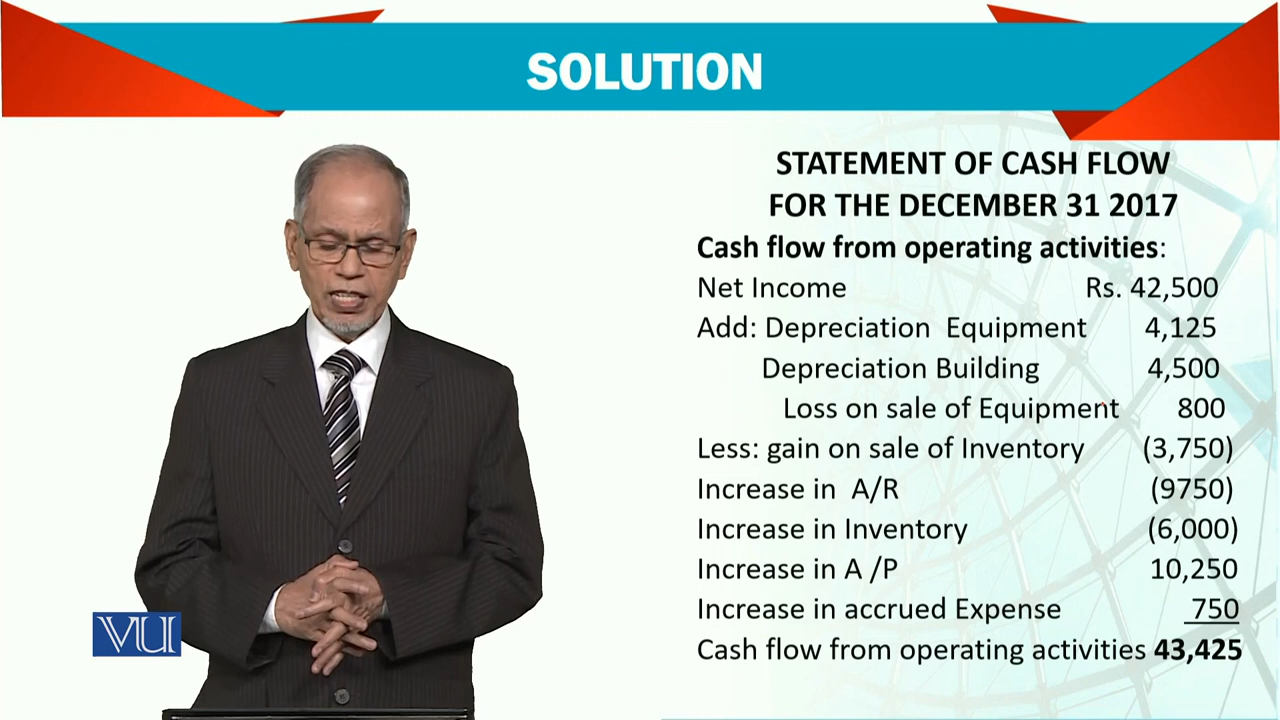 SOLUTION
STATEMENT OF CASH FLOW
FOR THE DECEMBER 31 2017
Cash flow from operating activities:
Net Income Rs. 42,500
Add: Depreciation Equipment 4,125
Depreciation Building 4,500
Loss on sale of Equipment 800
Less: gain on sale of Inventory (3,750)
Increase in A/R (9750)
Increase in Inventory (6,000)
Increase in A /P 10,250
Increase in accrued Expense 750
Cash flow from operating activities 43,425
VU